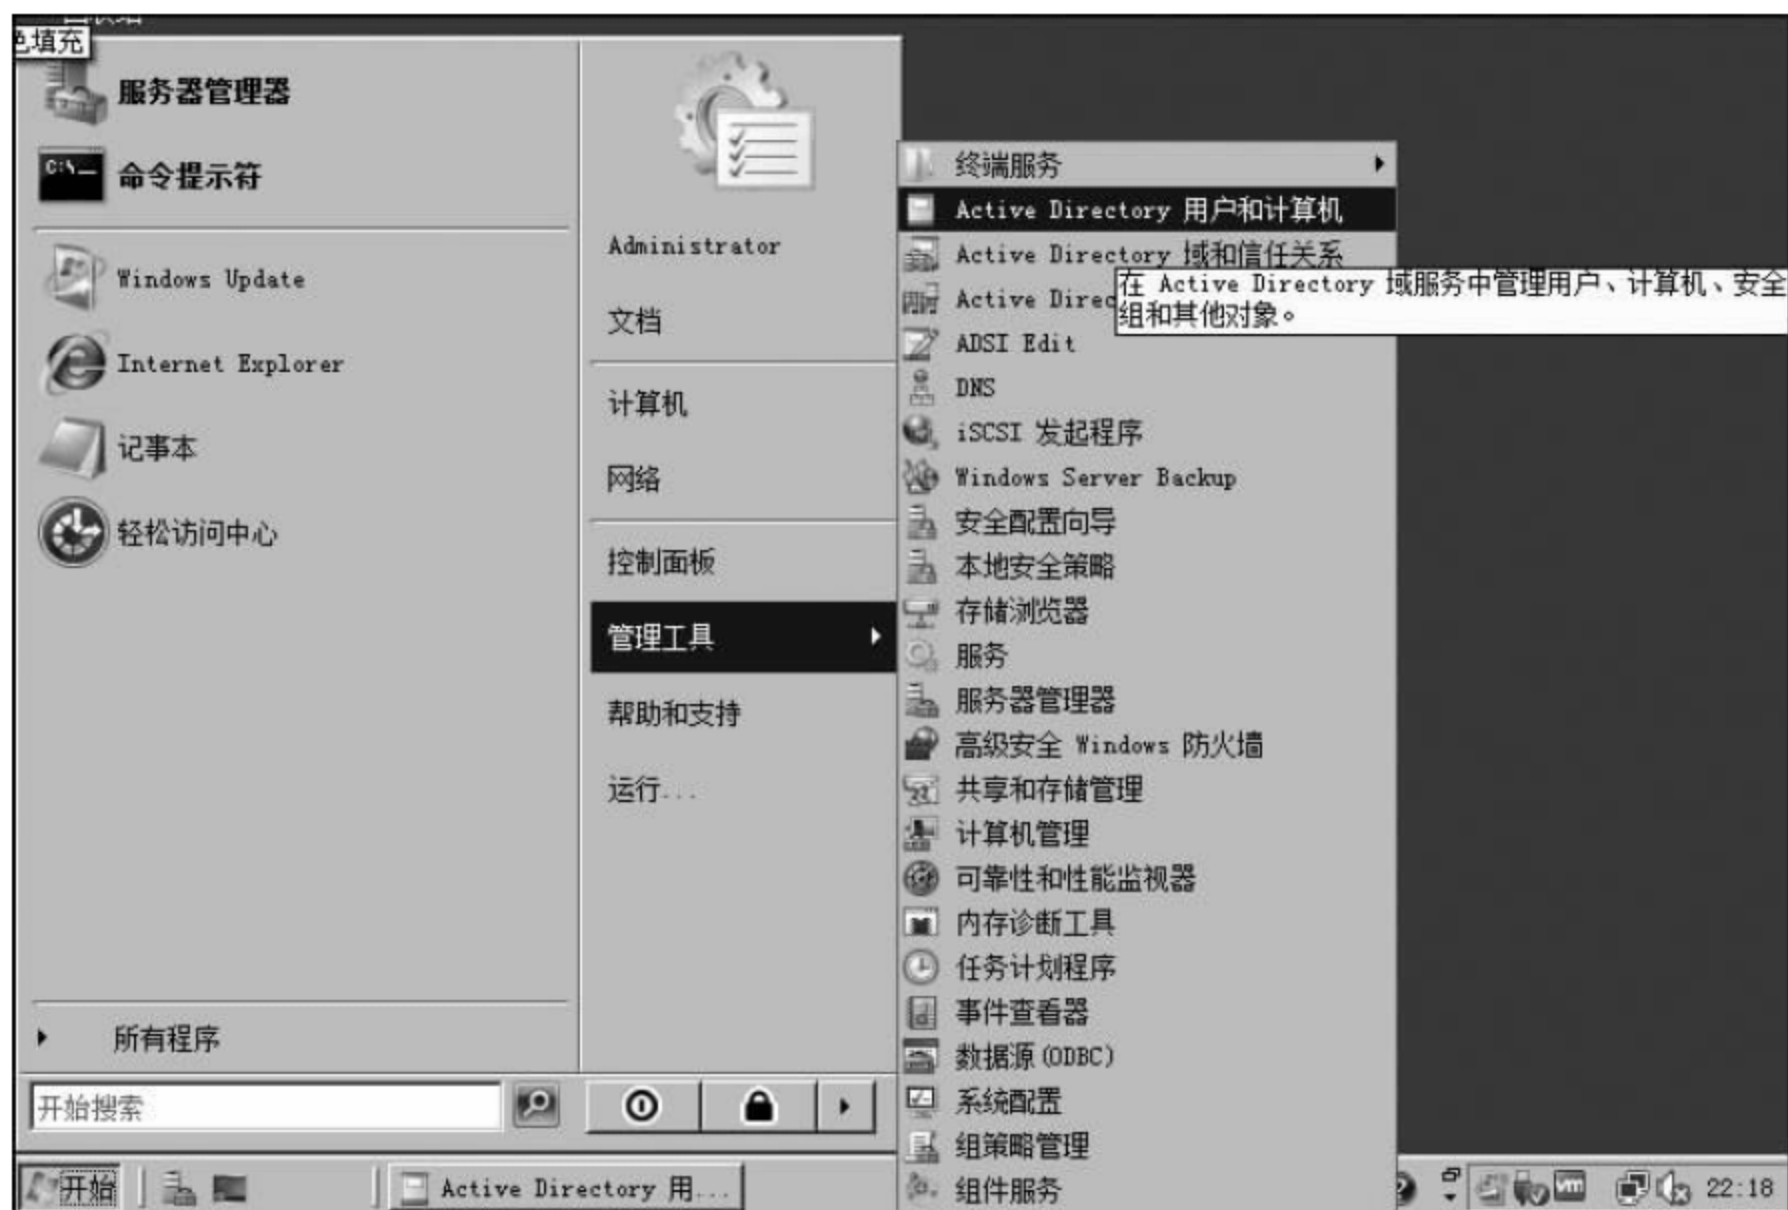 色填充
服务器管理器
命令提示符
Windows Update
Internet Explorer
记事本
轻松访问中心
所有程序
开始搜索
Administrator
文档
计算机
网络
控制面板
管理工具
帮助和支持
运行...
终端服务
Active Directory 用户和计算机
Active Directory 域和信任关系
Active Direc
在 Active Directory 域服务中管理用户、计算机、安全
组和其他对象。
ADSI Edit
DNS
iSCSI 发起程序
Windows Server Backup
安全配置向导
本地安全策略
存储浏览器
服务
服务器管理器
高级安全 Windows 防火墙
共享和存储管理
计算机管理
可靠性和性能监视器
内存诊断工具
任务计划程序
事件查看器
数据源(ODBC)
系统配置
组策略管理
组件服务
开始
Active Directory 用...
22:18